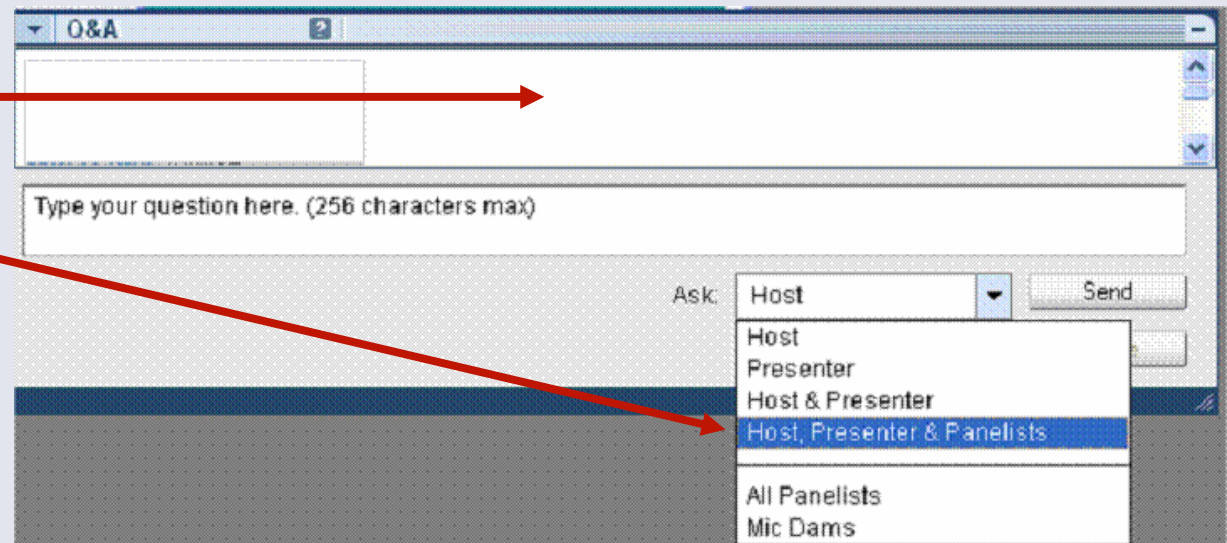 Q&A ?
Type your question here. (256 characters max)
Ask: Host Send
Host
Presenter
Host & Presenter
Host, Presenter & Panelists
All Panelists
Mic Dams